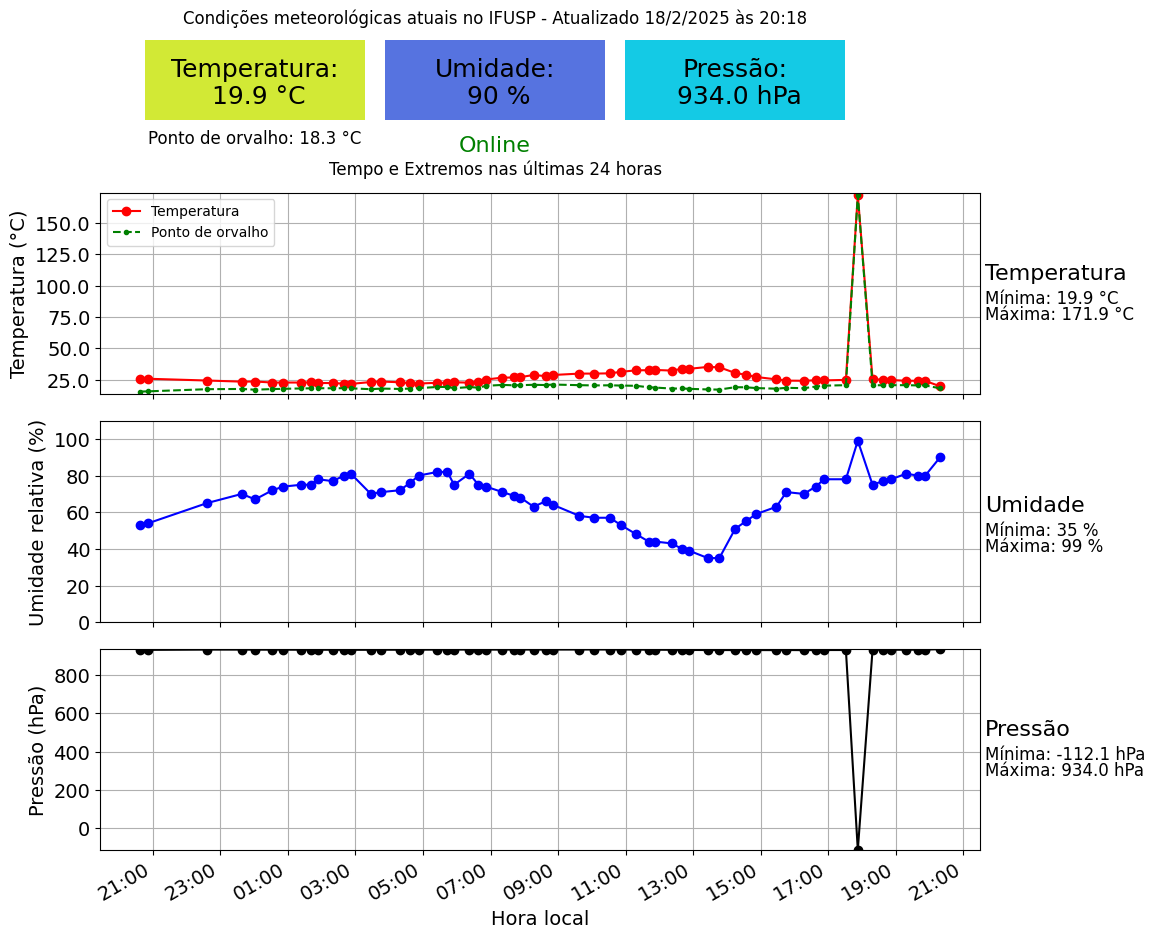 Condições meteorológicas atuais no IFUSP - Atualizado 18/2/2025 às 20:18
Temperatura:
19.9 °C
Umidade:
90 %
Pressão:
934.0 hPa
Ponto de orvalho: 18.3 °C
Online
Tempo e Extremos nas últimas 24 horas
Temperatura (°C)
150.0
125.0
100.0
75.0
50.0
25.0
Temperatura
Ponto de orvalho
Temperatura
Mínima: 19.9 °C
Máxima: 171.9 °C
Umidade relativa (%)
100
80
60
40
20
0
Umidade
Mínima: 35 %
Máxima: 99 %
Pressão (hPa)
800
600
400
200
0
Pressão
Mínima: -112.1 hPa
Máxima: 934.0 hPa
21:00 23:00 01:00 03:00 05:00 07:00 09:00 11:00 13:00 15:00 17:00 19:00 21:00
Hora local